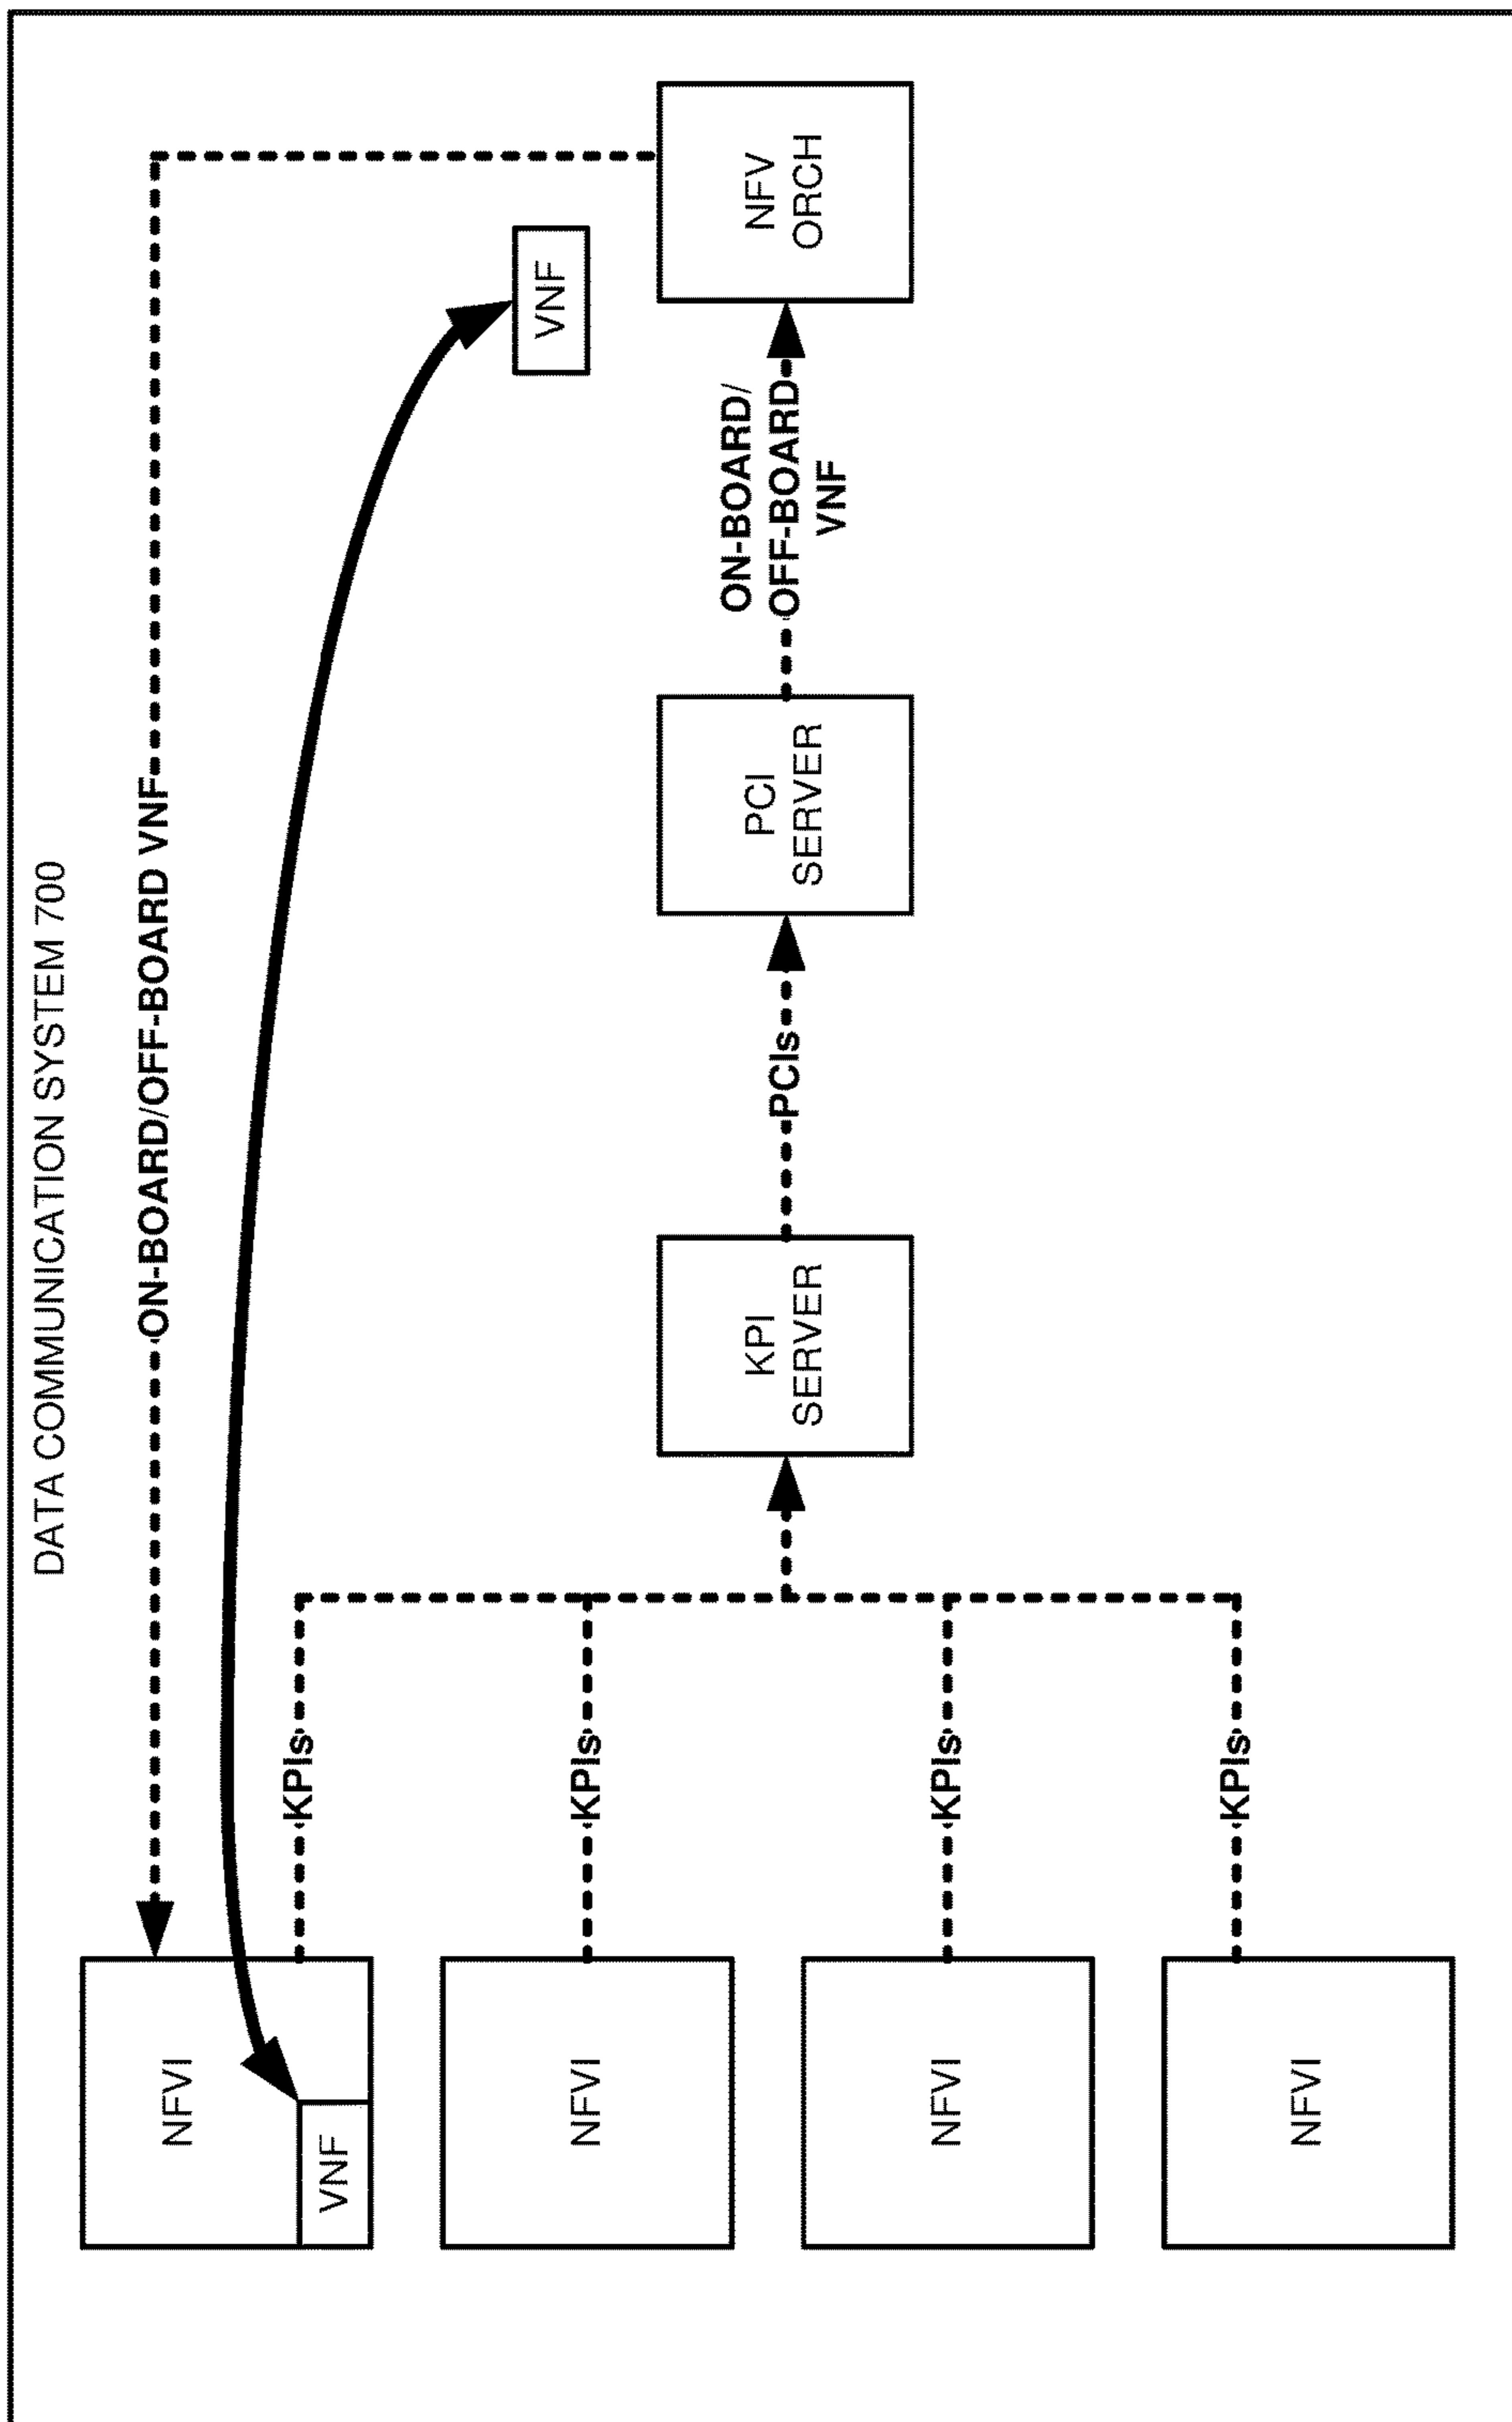 DATA COMMUNICATION SYSTEM 700
ON-BOARD/OFF-BOARD VNF
NFVI
VNF
KPIs
VNF
NFVI
KPIs
KPI
SERVER
PCIs
PCI
SERVER
ON-BOARD/
OFF-BOARD
VNF
NFV
ORCH
NFVI
KPIs
NFVI
KPIs